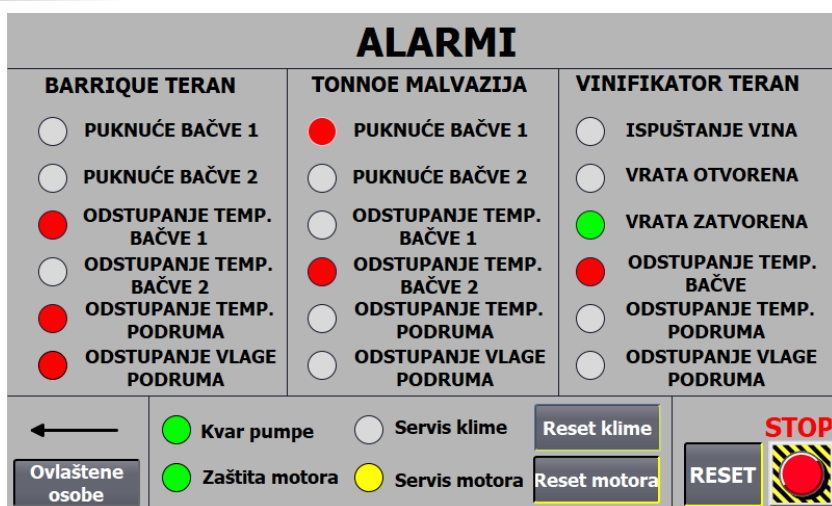 ALARMI
BARRIQUE TERAN
PUKNUĆE BAČVE 1
PUKNUĆE BAČVE 2
ODSTUPANJE TEMP.
BAČVE 1
ODSTUPANJE TEMP.
BAČVE 2
ODSTUPANJE TEMP.
PODRUMA
ODSTUPANJE VLAGE
PODRUMA
TONNOE MALVAZIJA
PUKNUĆE BAČVE 1
PUKNUĆE BAČVE 2
ODSTUPANJE TEMP.
BAČVE 1
ODSTUPANJE TEMP.
BAČVE 2
ODSTUPANJE TEMP.
PODRUMA
ODSTUPANJE VLAGE
PODRUMA
VINIFIKATOR TERAN
ISPUŠTANJE VINA
VRATA OTVORENA
VRATA ZATVORENA
ODSTUPANJE TEMP.
BAČVE
ODSTUPANJE TEMP.
PODRUMA
ODSTUPANJE VLAGE
PODRUMA
Ovlaštene
osobe
Kvar pumpe
Zaštita motora
Servis klime
Servis motora
Reset klime
Reset motora
RESET
STOP